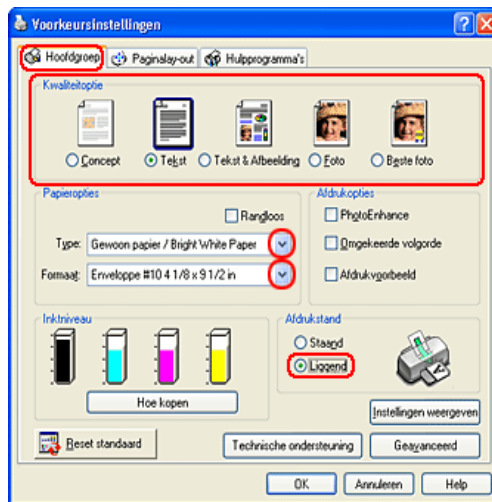 Voorkeursinstellingen
Hoofdgroep Paginalay-out Hulpprogramma's
Kwaliteitoptie
Concept Tekst Tekst & Afbeelding Foto Beste foto
Papieropties
Randloos
Type: Gewoon papier / Bright White Paper
Formaat: Enveloppe #10 4 1/8 x 9 1/2 in
Afdrukopties
PhotoEnhance
Omgekeerde volgorde
Afdrukvoorbeeld
Inktniveau
Hoe kopen
Afdrukstand
Staand
Liggend
Instellingen weergeven
Reset standaard Technische ondersteuning Geavanceerd
OK Annuleren Help